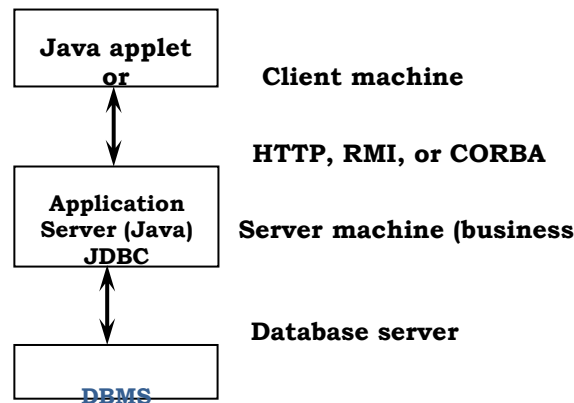 Java applet
or
Client machine
HTTP, RMI, or CORBA
Application
Server (Java)
JDBC
Server machine (business
Database server
DBMS